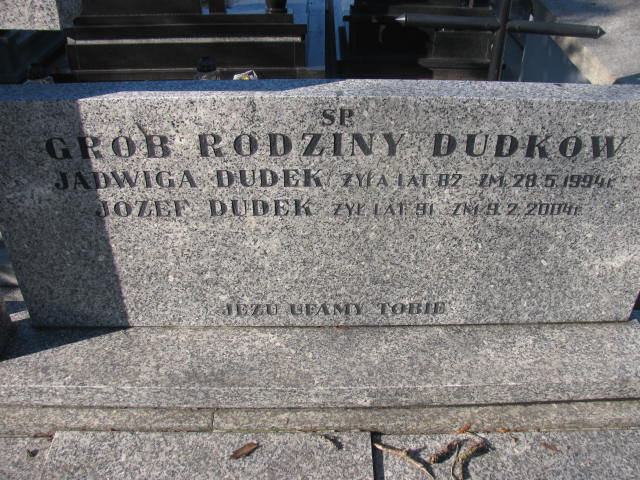 ŚP.
GRÓB RODZINY DUDKÓW
JADWIGA DUDEK ŻYŁA LAT 82 ZM. 28.5.1994r.
JÓZEF DUDEK ŻYŁ LAT 91 ZM. 9.2.2004r.
JEZU UFAMY TOBIE